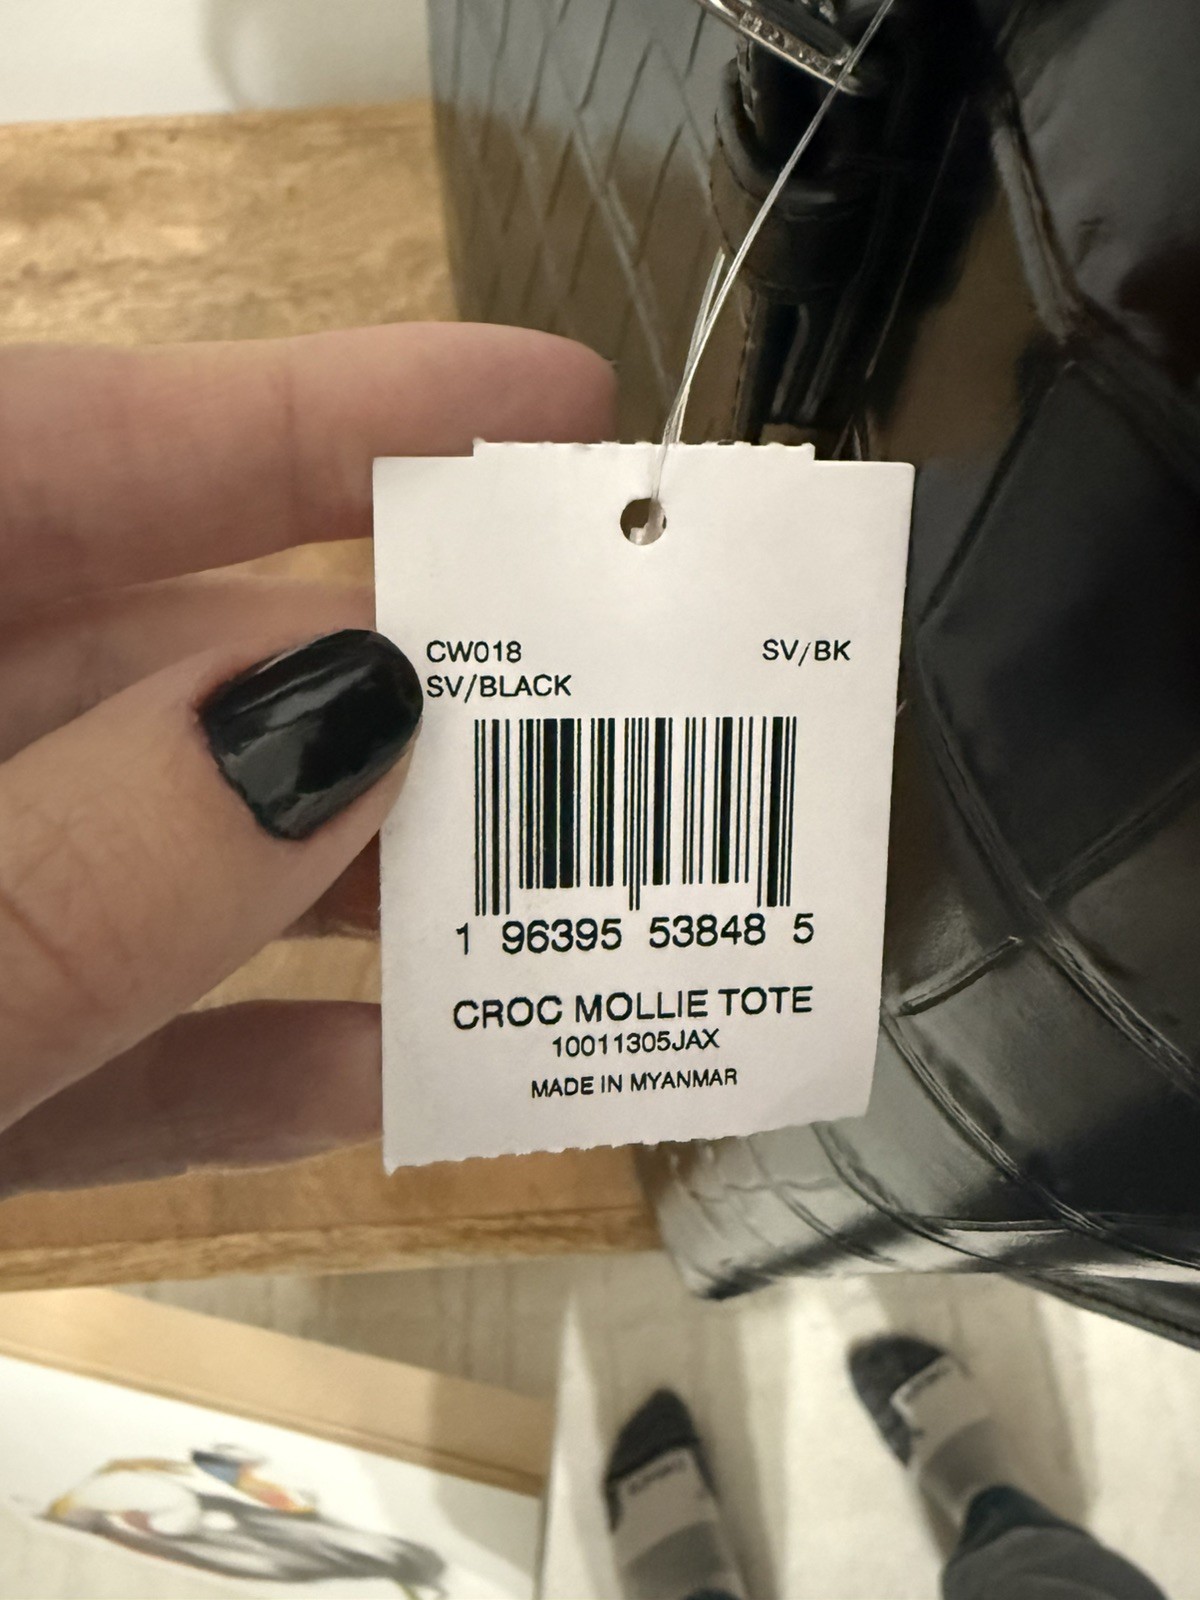 CW018 SV/BK
SV/BLACK
1 96395 53848 5
CROC MOLLIE TOTE
10011305JAX
MADE IN MYANMAR